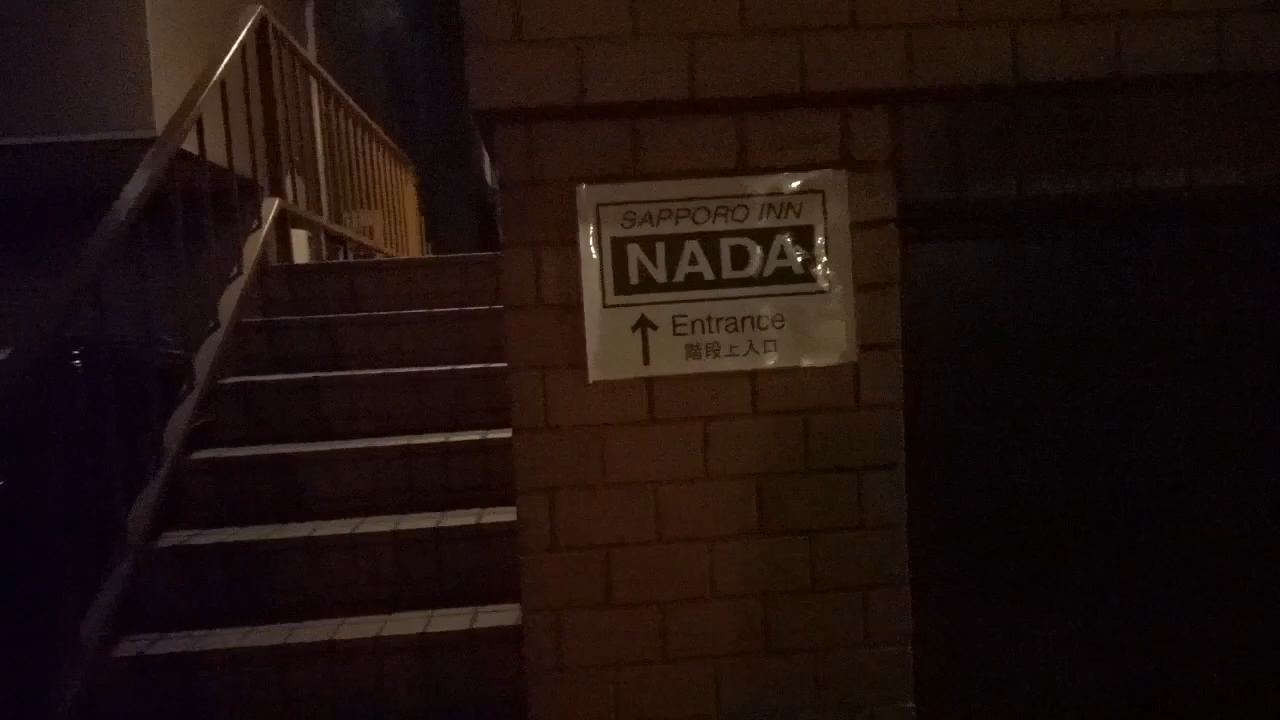 SAPPORO INN
NADA
↑ Entrance
階段上入口